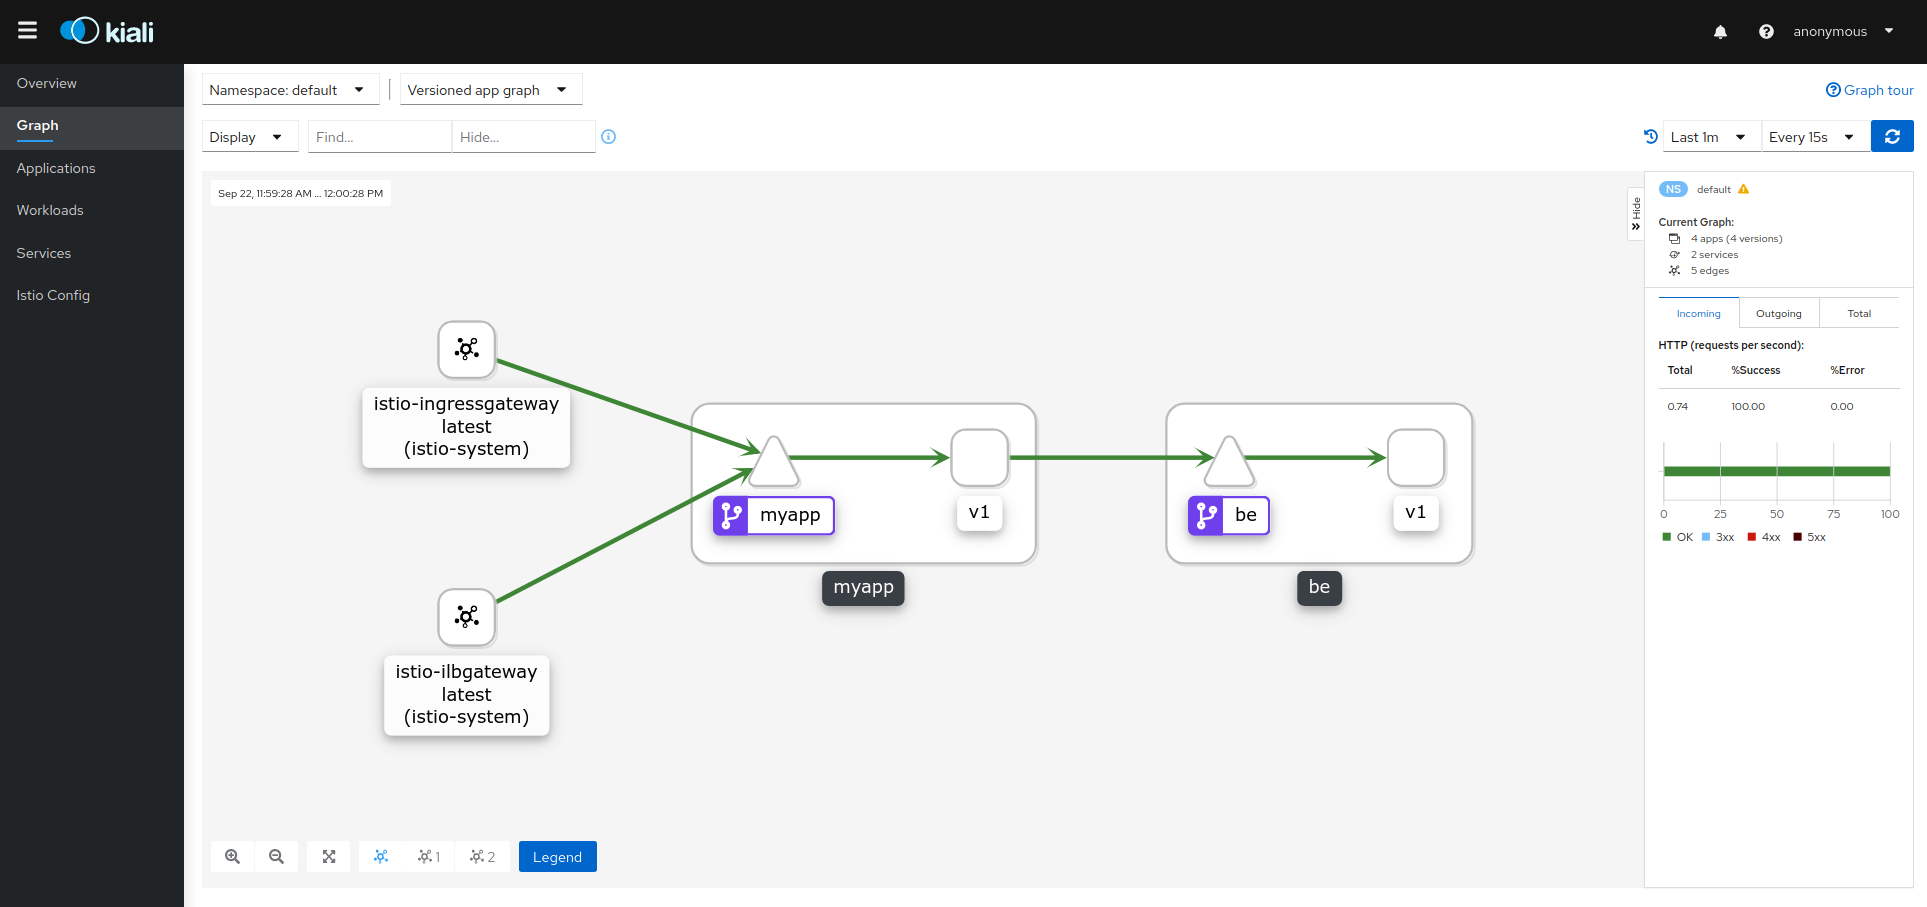 kiali
anonymous
Overview
Graph
Applications
Workloads
Services
Istio Config
Namespace: default
Versioned app graph
Graph tour
Display
Find...
Hide...
Last 1m
Every 15s
Sep 22, 11:59:28 AM ... 12:00:28 PM
istio-ingressgateway
latest
(istio-system)
istio-ilbgateway
latest
(istio-system)
myapp
v1
myapp
be
v1
be
Legend
1
2
Hide
NS default
Current Graph:
4 apps (4 versions)
2 services
5 edges
Incoming Outgoing Total
HTTP (requests per second):
Total %Success %Error
0.74 100.00 0.00
0 25 50 75 100
OK 3xx 4xx 5xx